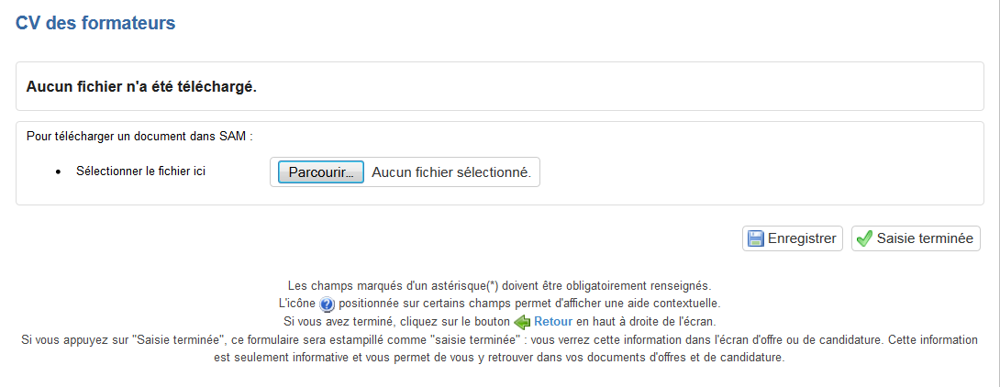 CV des formateurs
Aucun fichier n'a été téléchargé.
Pour télécharger un document dans SAM :
Sélectionner le fichier ici
Parcourir... Aucun fichier sélectionné.
Enregistrer Saisie terminée
Les champs marqués d'un astérisque(*) doivent être obligatoirement renseignés.
L'icône ? positionnée sur certains champs permet d'afficher une aide contextuelle.
Si vous avez terminé, cliquez sur le bouton Retour en haut à droite de l'écran.
Si vous appuyez sur "Saisie terminée", ce formulaire sera estampillé comme "saisie terminée" : vous verrez cette information dans l'écran d'offre ou de candidature. Cette information
est seulement informative et vous permet de vous y retrouver dans vos documents d'offres et de candidature.